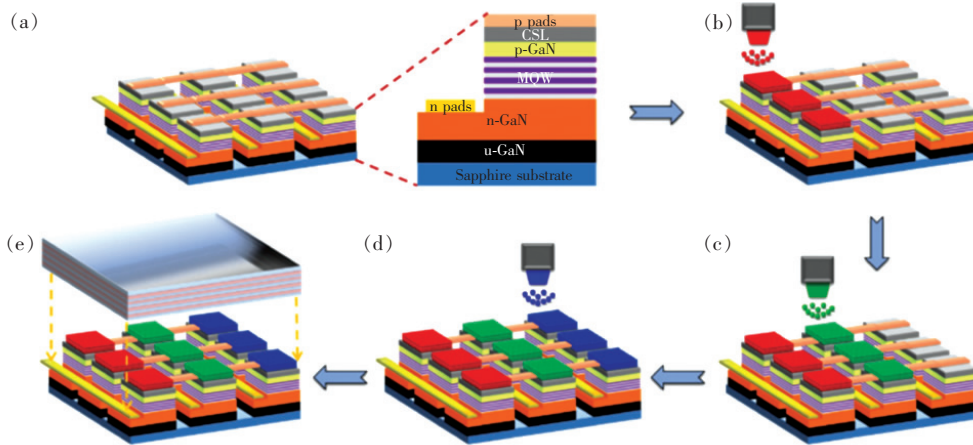 (a)
p pads
CSL
p-GaN
MQW
n pads
n-GaN
u-GaN
Sapphire substrate
(b)
(e)
(d)
(c)